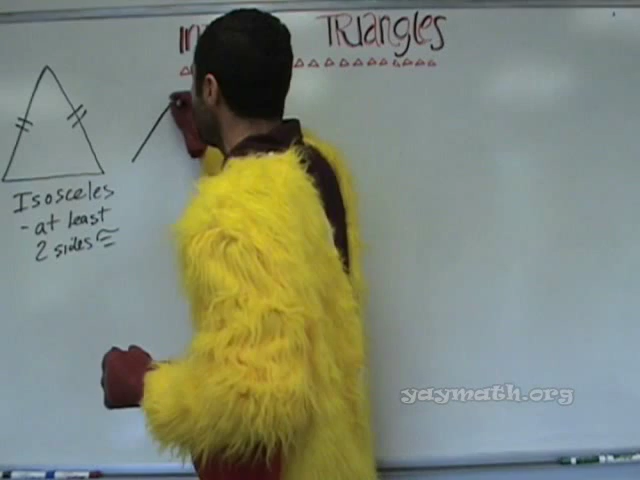 TRIangles
Isosceles
- at least
2 sides ≅
yaymath.org